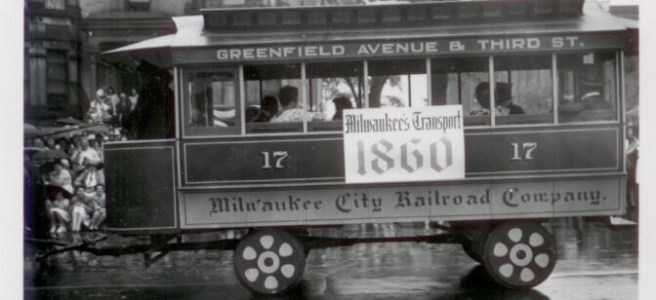 GREENFIELD AVENUE & THIRD ST.
Milwaukee's Transport
1860
17 17
Milwaukee City Railroad Company.